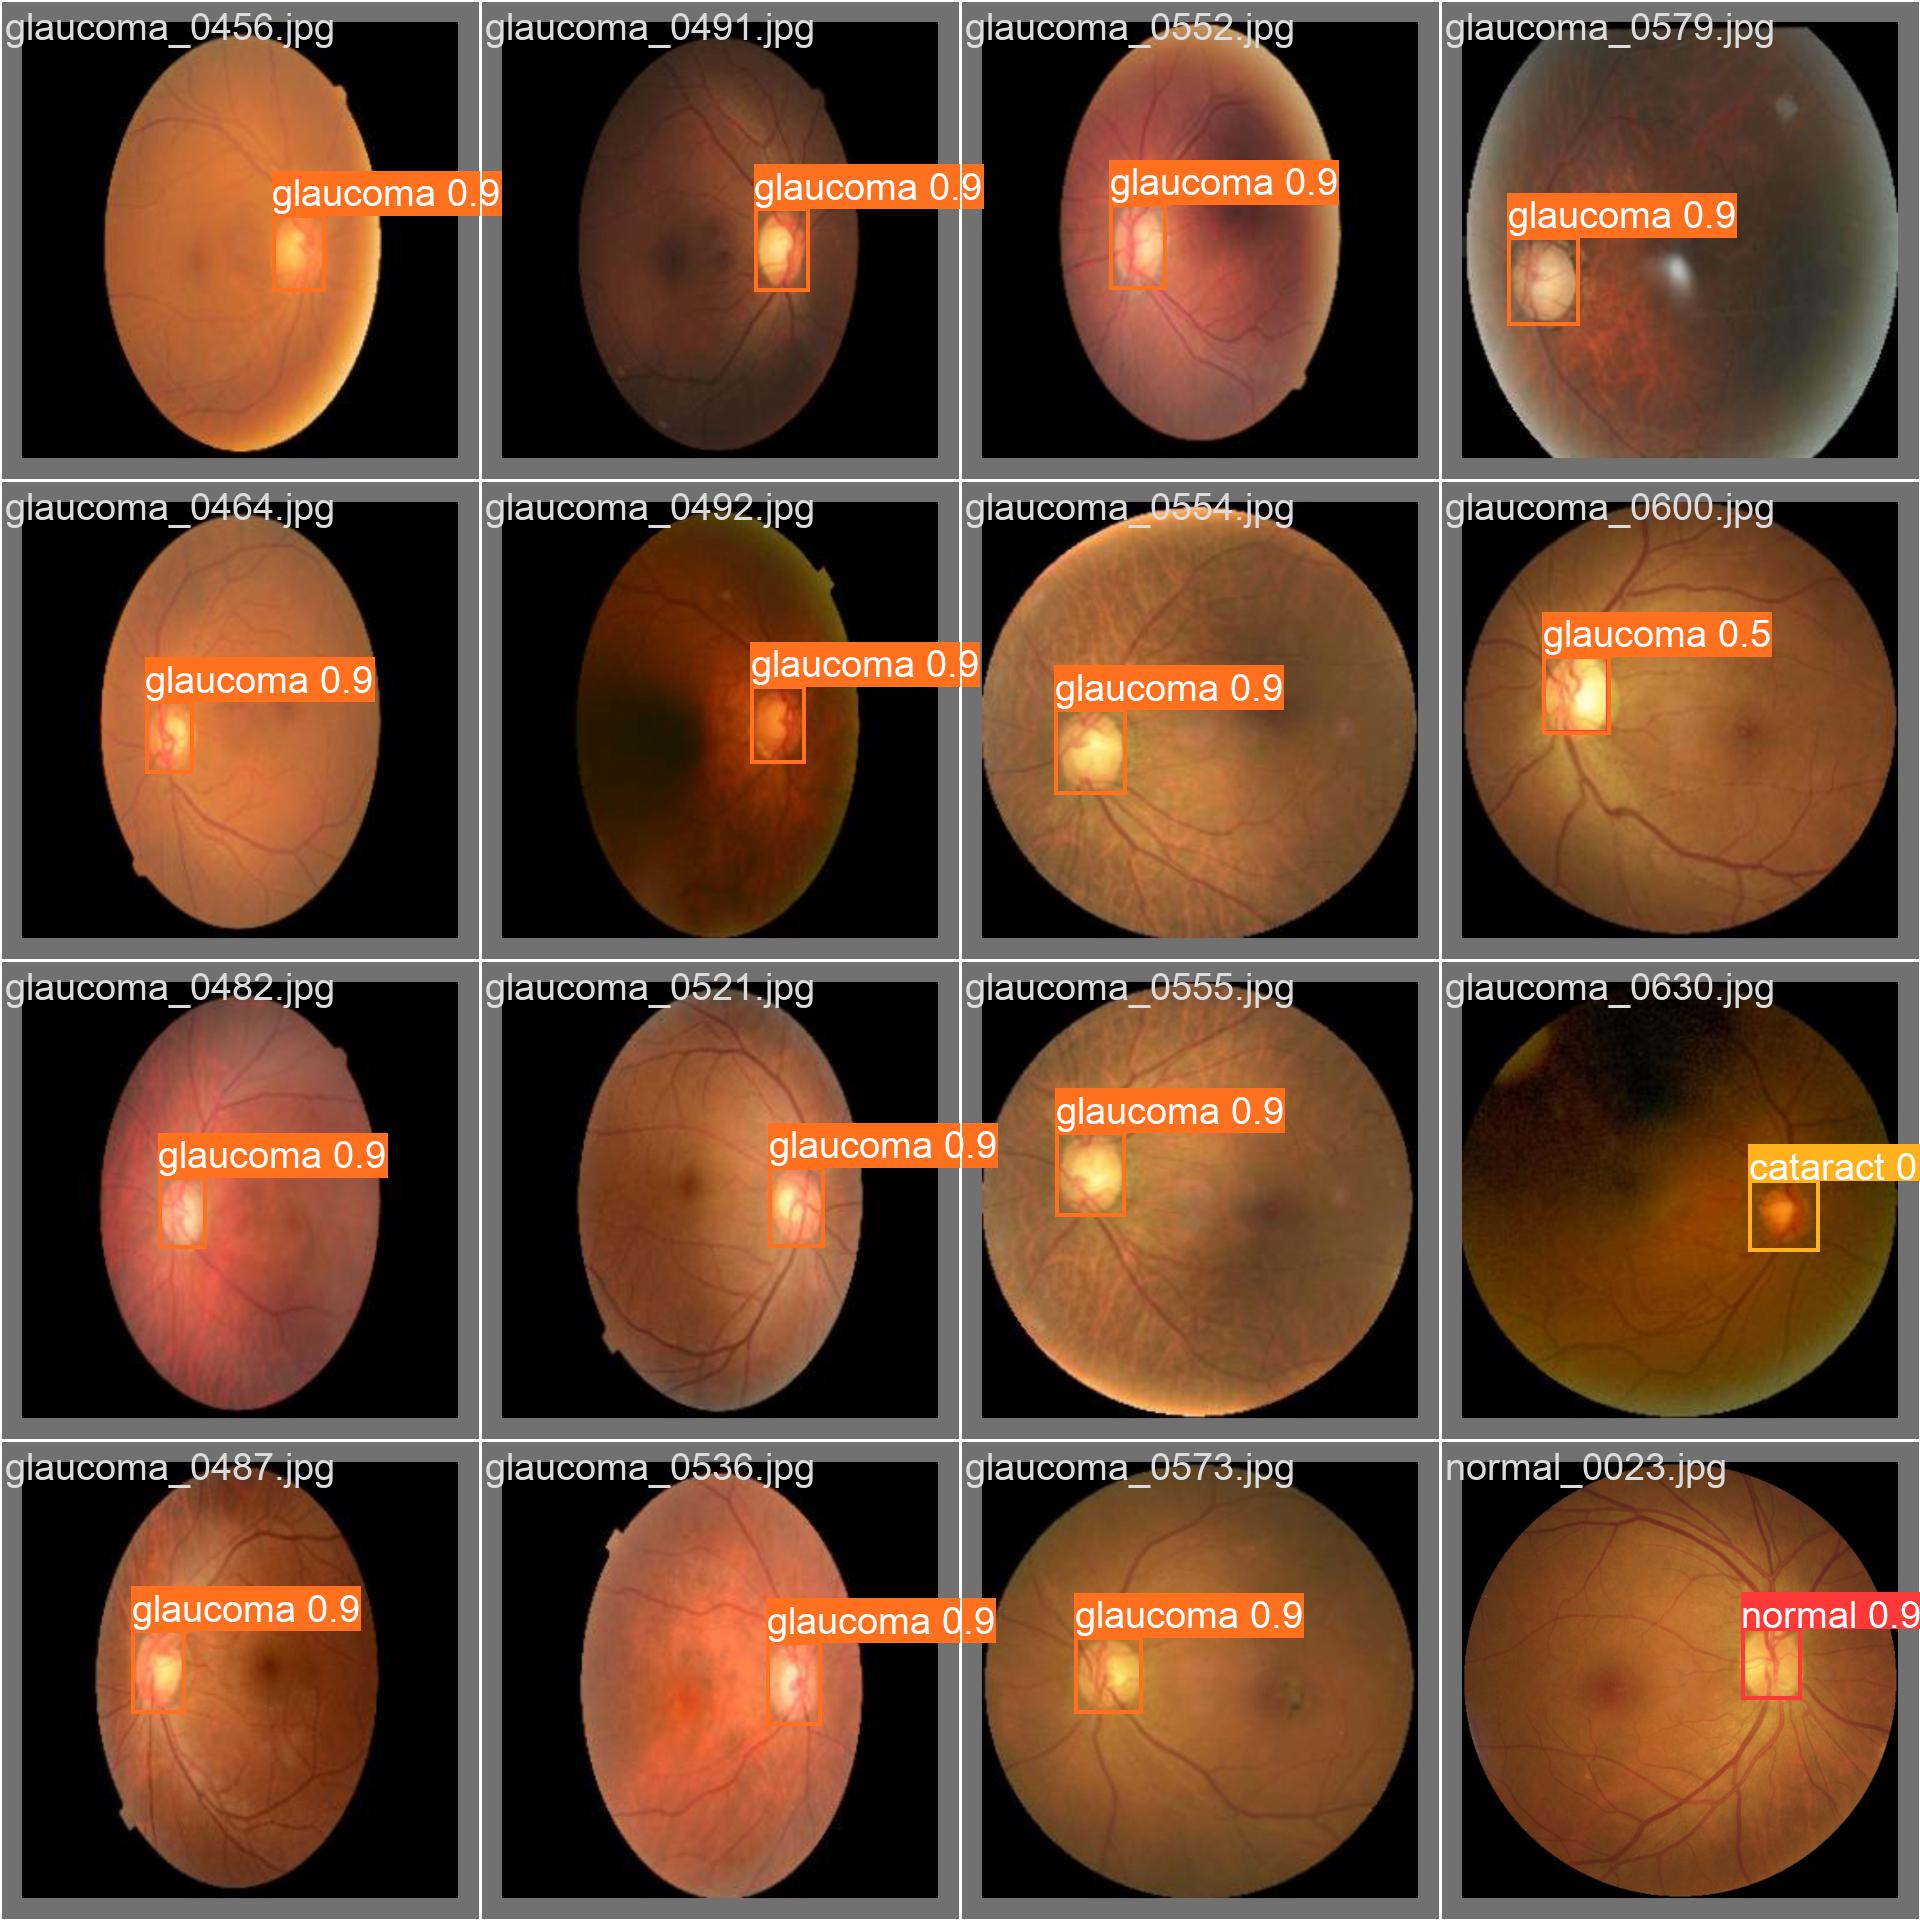 glaucoma_0456.jpg
glaucoma 0.9
glaucoma_0491.jpg
glaucoma 0.9
glaucoma_0552.jpg
glaucoma 0.9
glaucoma_0579.jpg
glaucoma 0.9
glaucoma_0464.jpg
glaucoma 0.9
glaucoma_0492.jpg
glaucoma 0.9
glaucoma_0554.jpg
glaucoma 0.9
glaucoma_0600.jpg
glaucoma 0.5
glaucoma_0482.jpg
glaucoma 0.9
glaucoma_0521.jpg
glaucoma 0.9
glaucoma_0555.jpg
glaucoma 0.9
glaucoma_0630.jpg
cataract 0
glaucoma_0487.jpg
glaucoma 0.9
glaucoma_0536.jpg
glaucoma 0.9
glaucoma_0573.jpg
glaucoma 0.9
normal_0023.jpg
normal 0.9